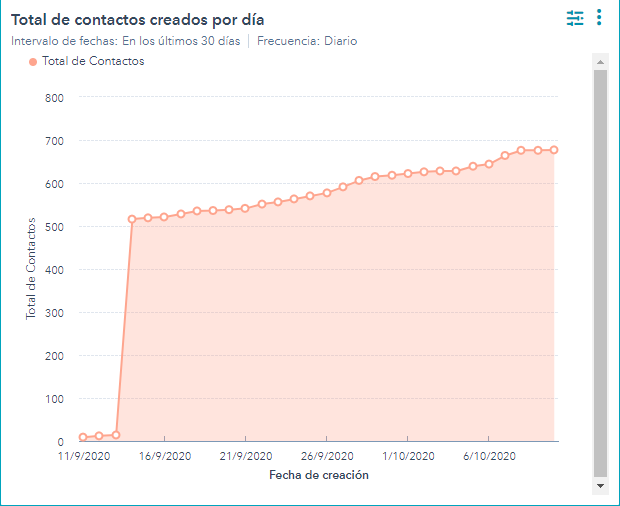 Total de contactos creados por día
Intervalo de fechas: En los últimos 30 días | Frecuencia: Diario
Total de Contactos
800
700
600
500
400
300
200
100
0
Total de Contactos
11/9/2020 16/9/2020 21/9/2020 26/9/2020 1/10/2020 6/10/2020
Fecha de creación